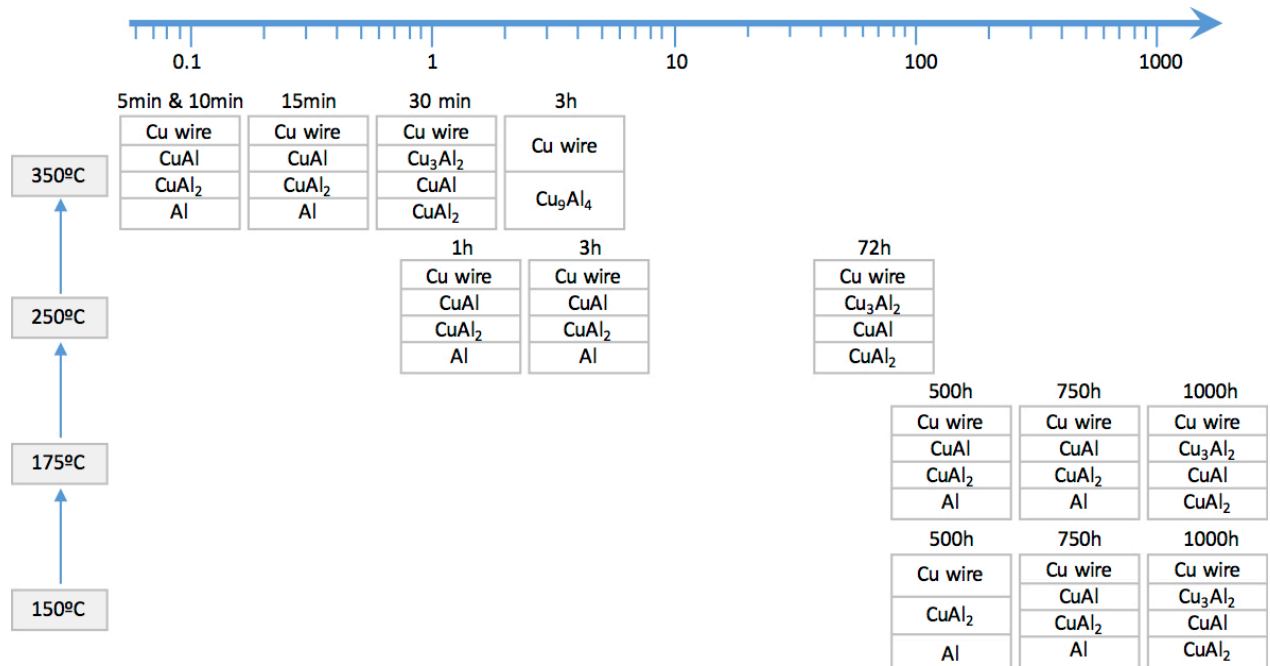 0.1 1 10 100 1000
5min & 10min 15min 30 min 3h
350ºC
Cu wire Cu wire Cu wire Cu wire
CuAl CuAl Cu₃Al₂ Cu₉Al₄
CuAl₂ CuAl₂ CuAl
Al Al CuAl₂
1h 3h 72h
250ºC
Cu wire Cu wire Cu wire
CuAl CuAl Cu₃Al₂
CuAl₂ CuAl₂ CuAl
Al Al CuAl₂
500h 750h 1000h
175ºC
Cu wire Cu wire Cu wire
CuAl CuAl Cu₃Al₂
CuAl₂ CuAl₂ CuAl
Al Al CuAl₂
500h 750h 1000h
150ºC
Cu wire Cu wire Cu wire
CuAl₂ CuAl Cu₃Al₂
Al CuAl₂ CuAl
Al CuAl₂